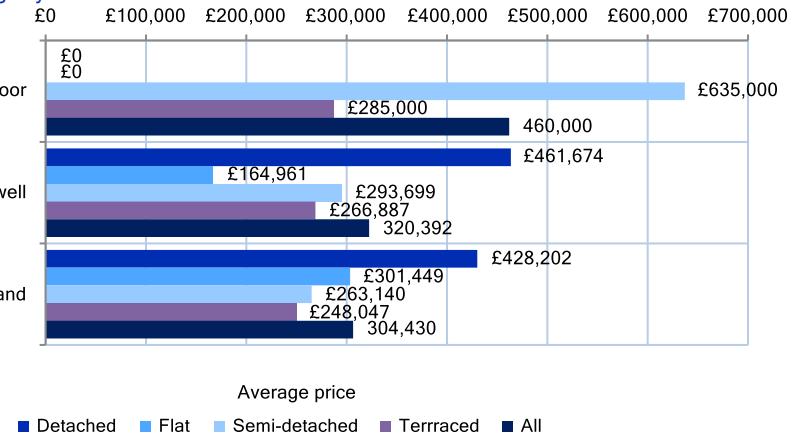 £0 £100,000 £200,000 £300,000 £400,000 £500,000 £600,000 £700,000
£0
£0
oor £635,000
£285,000
460,000
£461,674
£164,961
well £293,699
£266,887
320,392
£428,202
£301,449
and £263,140
£248,047
304,430
Average price
Detached Flat Semi-detached Terrraced All